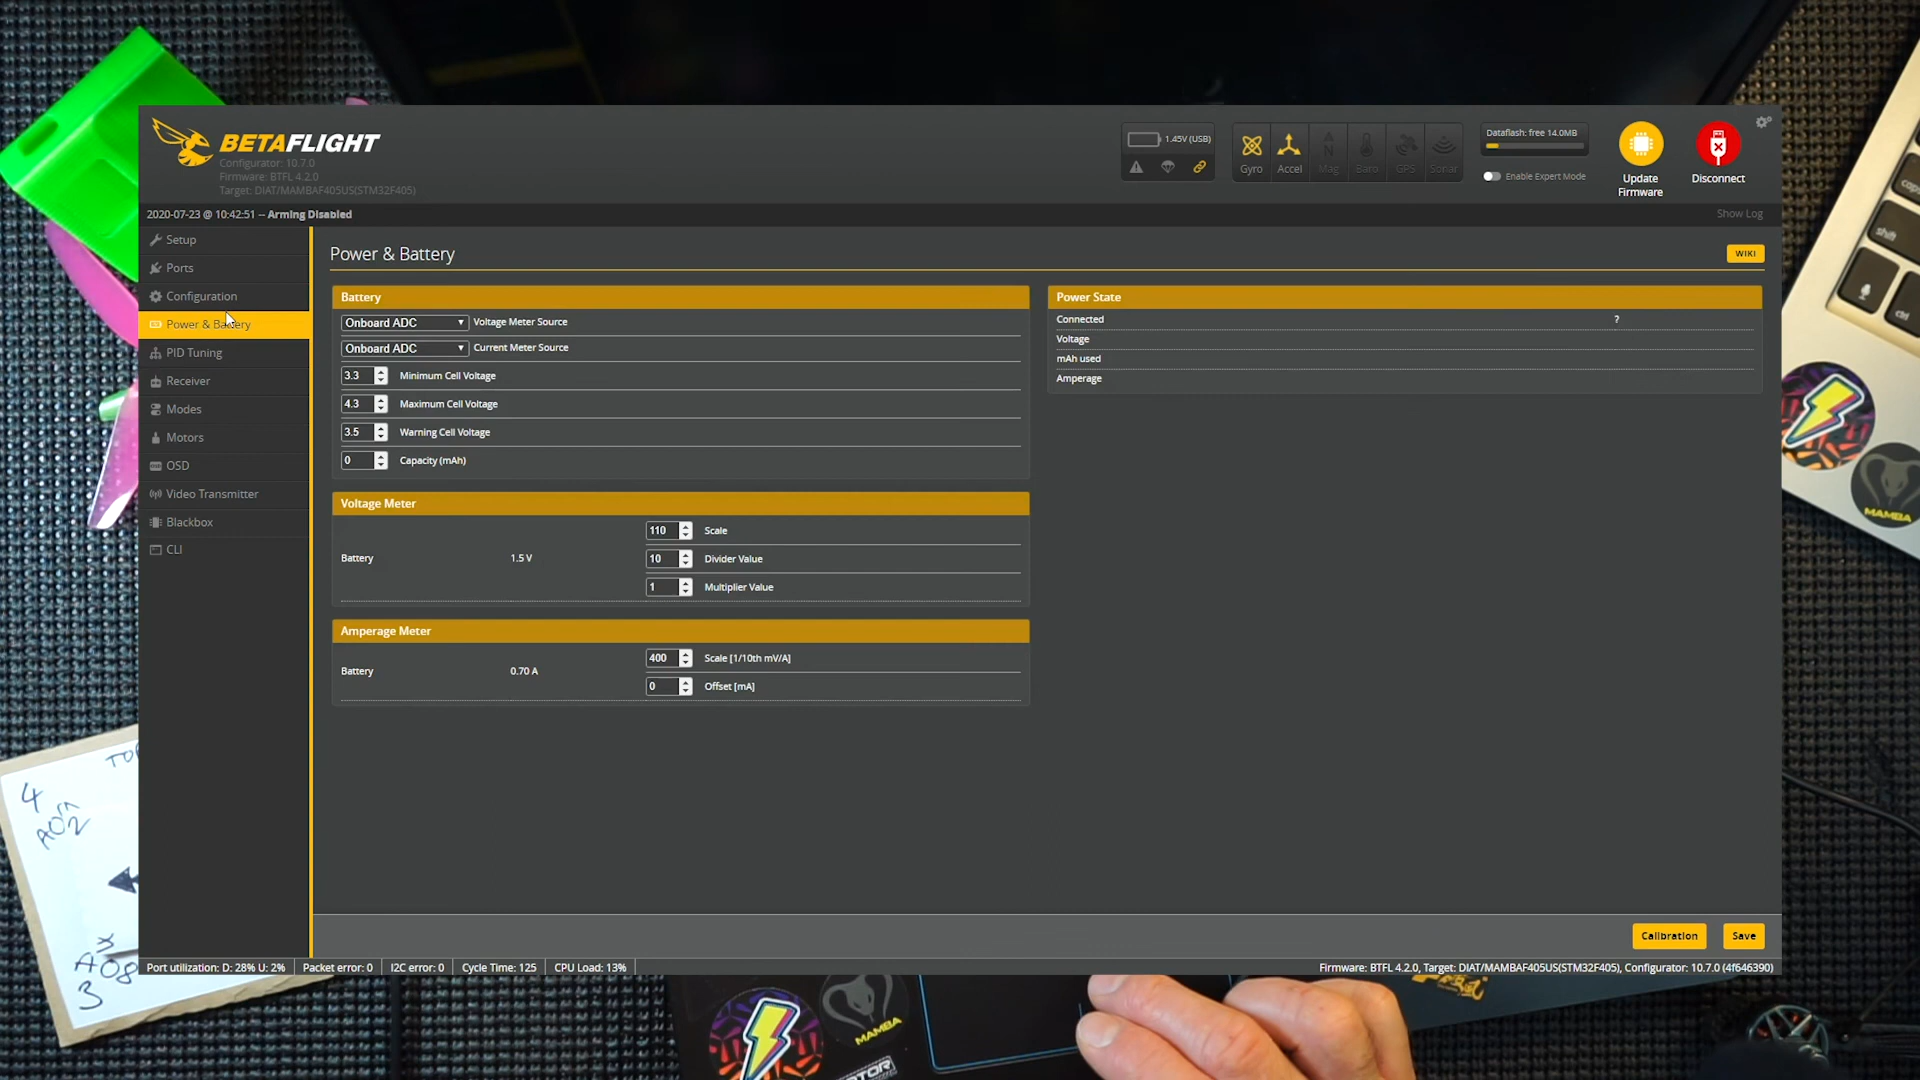 BETAFLIGHT
Configurator: 10.7.0
Firmware: BTFL 4.2.0
Target: DIAT/MAMBAF405US(STM32F405)
1.45V (USB)
Gyro
Accel
Mag
Baro
GPS
Sonar
Dataflash: free 14.0MB
Enable Expert Mode
Update
Firmware
Disconnect
2020-07-23 @ 10:42:51 -- Arming Disabled
Show Log
Setup
Ports
Configuration
Power & Battery
PID Tuning
Receiver
Modes
Motors
OSD
Video Transmitter
Blackbox
CLI
Power & Battery
WIKI
Battery
Onboard ADC Voltage Meter Source
Onboard ADC Current Meter Source
3.3 Minimum Cell Voltage
4.3 Maximum Cell Voltage
3.5 Warning Cell Voltage
0 Capacity (mAh)
Power State
Connected ?
Voltage
mAh used
Amperage
Voltage Meter
Battery 1.5 V
110 Scale
10 Divider Value
1 Multiplier Value
Amperage Meter
Battery 0.70 A
400 Scale [1/10th mV/A]
0 Offset [mA]
Calibration
Save
Port utilization: D: 28% U: 2%
Packet error: 0
I2C error: 0
Cycle Time: 125
CPU Load: 13%
Firmware: BTFL 4.2.0, Target: DIAT/MAMBAF405US(STM32F405), Configurator: 10.7.0 (4f646390)
shift
ctrl
MAMBA
MAMBA
4
3